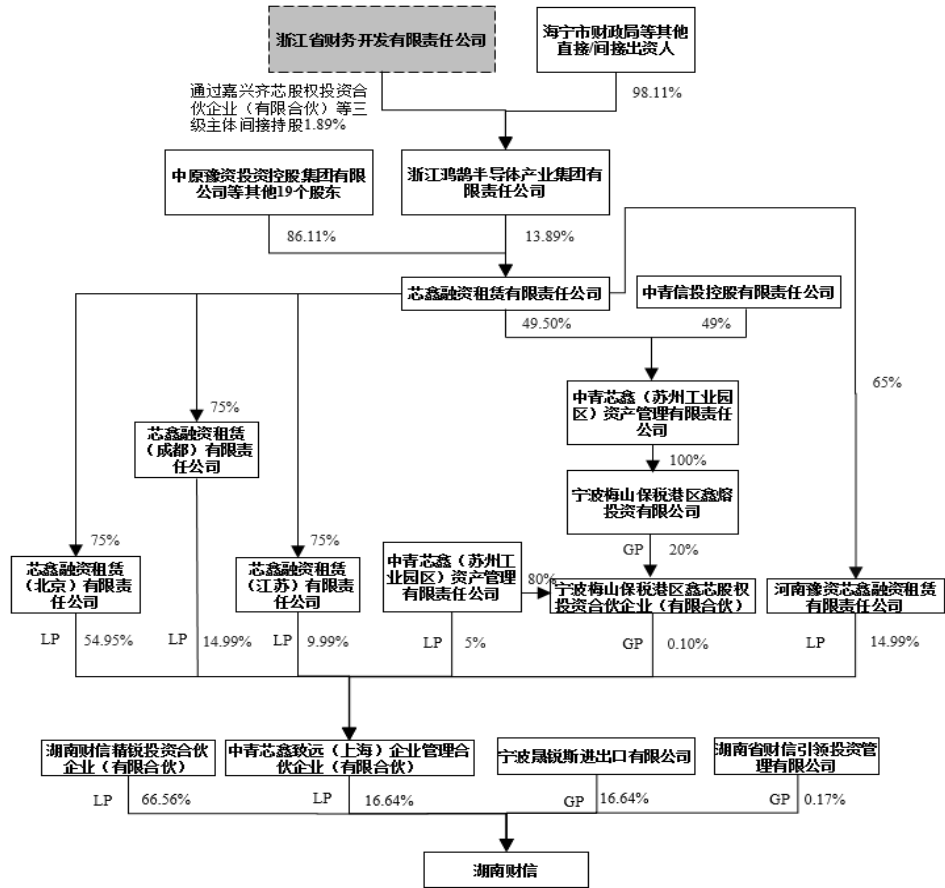 浙江省财务开发有限责任公司
海宁市财政局等其他
直接/间接出资人
通过嘉兴齐芯股权投资合
伙企业（有限合伙）等三
级主体间接持股1.89%
98.11%
中原豫资投资控股集团有限
公司等其他19个股东
浙江鸿鹄半导体产业集团有
限责任公司
86.11%
13.89%
芯鑫融资租赁有限责任公司
中青信投控股有限责任公司
49.50%
49%
65%
中青芯鑫（苏州工业园
区）资产管理有限责任
公司
75%
芯鑫融资租赁
（成都）有限责
任公司
100%
宁波梅山保税港区鑫熔
投资有限公司
75%
75%
GP
20%
芯鑫融资租赁
（北京）有限责
任公司
芯鑫融资租赁
（江苏）有限责
任公司
中青芯鑫（苏州工
业园区）资产管理
有限责任公司
80%
宁波梅山保税港区鑫芯股权
投资合伙企业（有限合伙）
河南豫资芯鑫融资租赁
有限责任公司
LP
54.95%
LP
14.99%
LP
9.99%
LP
5%
GP
0.10%
LP
14.99%
湖南财信精锐投资合伙
企业（有限合伙）
中青芯鑫致远（上海）企业管理合
伙企业（有限合伙）
宁波晟锐斯进出口有限公司
湖南省财信引领投资管
理有限公司
LP
66.56%
LP
16.64%
GP
16.64%
GP
0.17%
湖南财信